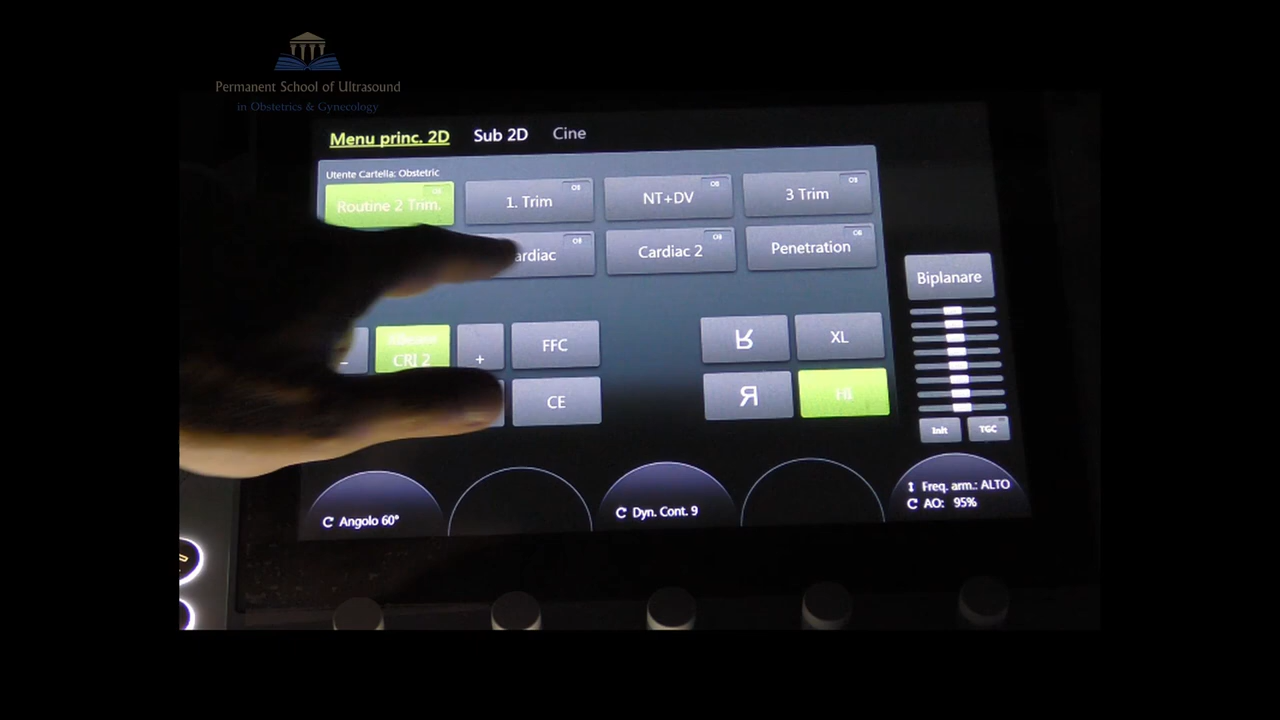 Permanent School of Ultrasound
in Obstetrics & Gynecology
Menu princ. 2D Sub 2D Cine
Utente Cartella: Obstetric
Routine 2 Trim. 1. Trim NT+DV 3 Trim
ardiac Cardiac 2 Penetration
Biplanare
- CRI 2 + FFC R XL
CE Я HI
Init TGC
Angolo 60° Dyn. Cont. 9 Freq. arm.: ALTO
AO: 95%